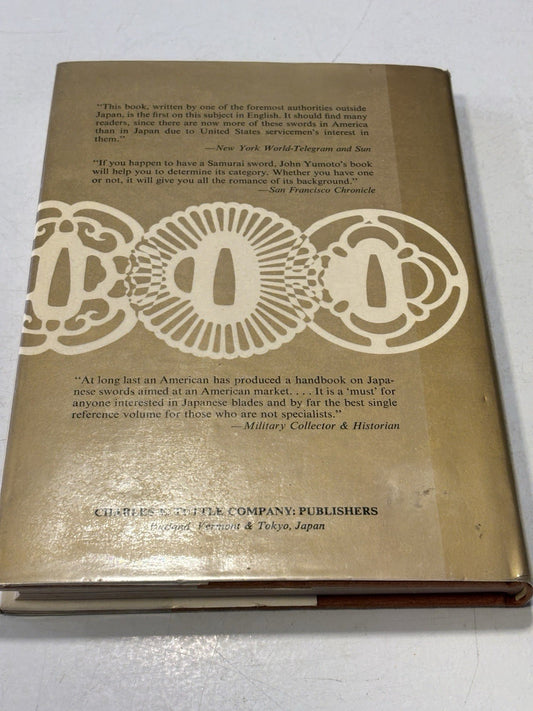 "This book, written by one of the foremost authorities outside
Japan, is the first on this subject in English. It should find many
readers, since there are now more of these swords in America
than in Japan due to United States servicemen's interest in
them."
—New York World-Telegram and Sun
"If you happen to have a Samurai sword, John Yumoto's book
will help you to determine its category. Whether you have one
or not, it will give you all the romance of its background."
—San Francisco Chronicle
"At long last an American has produced a handbook on Japa-
nese swords aimed at an American market. . . . It is a 'must' for
anyone interested in Japanese blades and by far the best single
reference volume for those who are not specialists."
—Military Collector & Historian
CHARLES E. TUTTLE COMPANY: PUBLISHERS
Rutland, Vermont & Tokyo, Japan